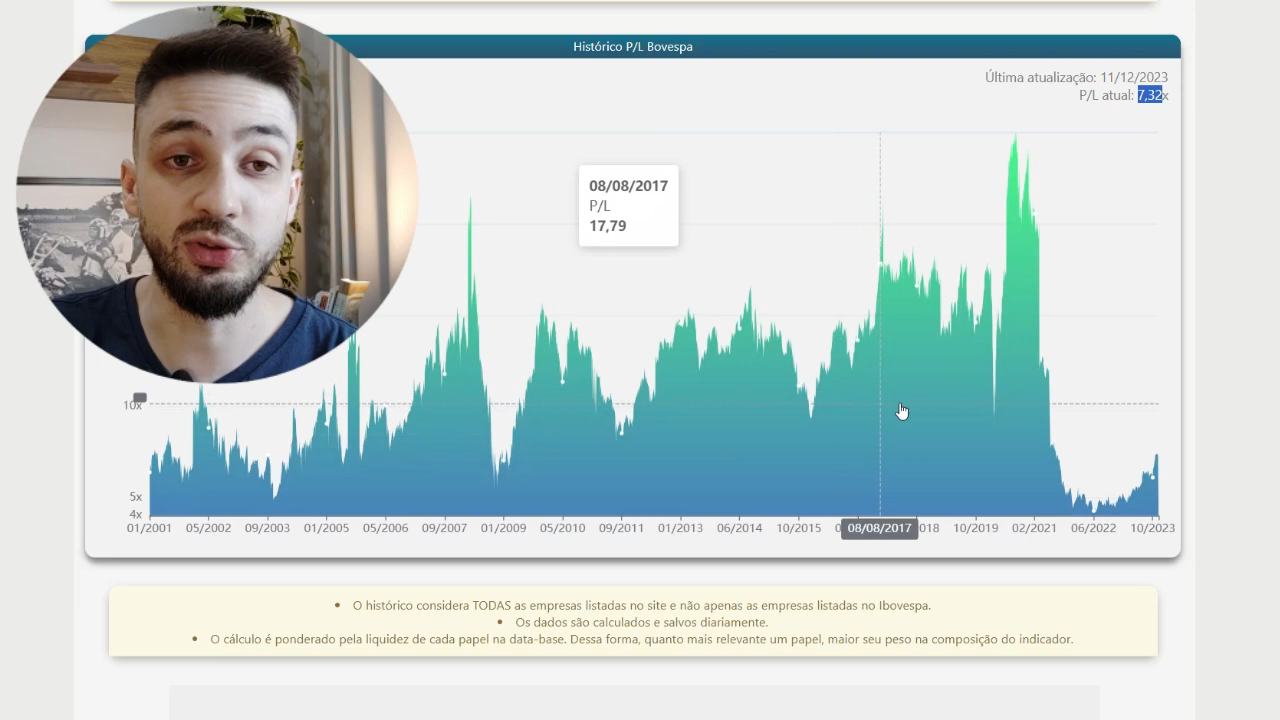 Histórico P/L Bovespa
Última atualização: 11/12/2023
P/L atual: 7,32x
08/08/2017
P/L
17,79
10x
5x
4x
01/2001 05/2002 09/2003 01/2005 05/2006 09/2007 01/2009 05/2010 09/2011 01/2013 06/2014 10/2015 08/08/2017 018 10/2019 02/2021 06/2022 10/2023
• O histórico considera TODAS as empresas listadas no site e não apenas as empresas listadas no Ibovespa.
• Os dados são calculados e salvos diariamente.
• O cálculo é ponderado pela liquidez de cada papel na data-base. Dessa forma, quanto mais relevante um papel, maior seu peso na composição do indicador.